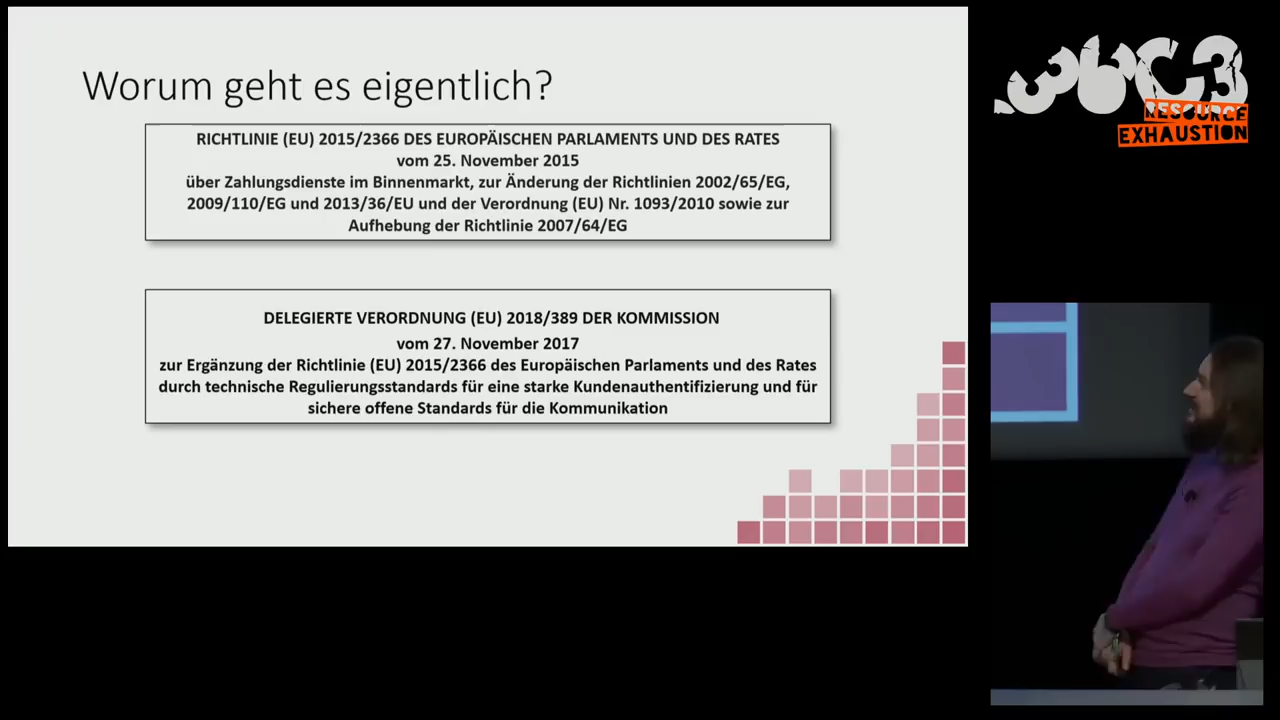 Worum geht es eigentlich?
RICHTLINIE (EU) 2015/2366 DES EUROPÄISCHEN PARLAMENTS UND DES RATES
vom 25. November 2015
über Zahlungsdienste im Binnenmarkt, zur Änderung der Richtlinien 2002/65/EG,
2009/110/EG und 2013/36/EU und der Verordnung (EU) Nr. 1093/2010 sowie zur
Aufhebung der Richtlinie 2007/64/EG
DELEGIERTE VERORDNUNG (EU) 2018/389 DER KOMMISSION
vom 27. November 2017
zur Ergänzung der Richtlinie (EU) 2015/2366 des Europäischen Parlaments und des Rates
durch technische Regulierungsstandards für eine starke Kundenauthentifizierung und für
sichere offene Standards für die Kommunikation
36C3
RESOURCE
EXHAUSTION